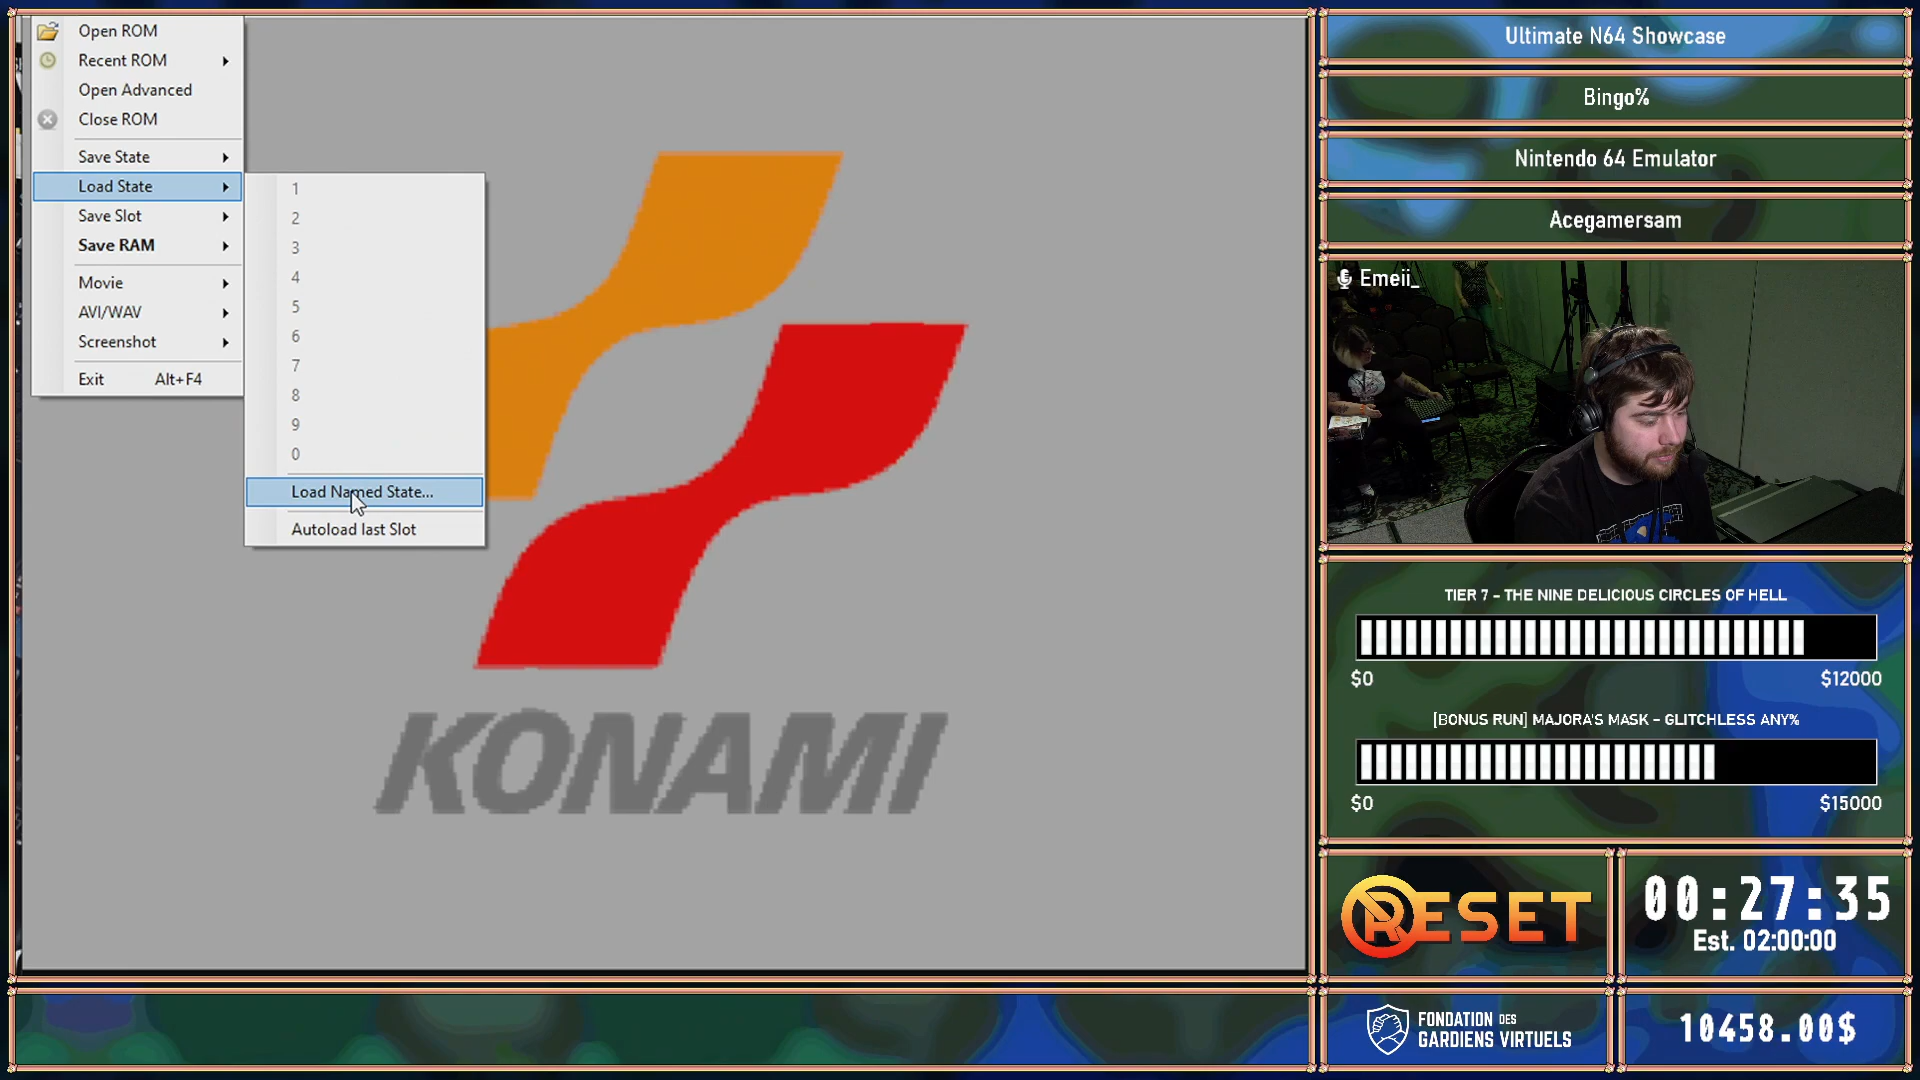 Open ROM
Recent ROM
Open Advanced
Close ROM
Save State
Load State
Save Slot
Save RAM
Movie
AVI/WAV
Screenshot
Exit Alt+F4
1
2
3
4
5
6
7
8
9
0
Load Named State...
Autoload last Slot
KONAMI
Ultimate N64 Showcase
Bingo%
Nintendo 64 Emulator
Acegamersam
Emeii_
TIER 7 - THE NINE DELICIOUS CIRCLES OF HELL
$0 $12000
[BONUS RUN] MAJORA'S MASK - GLITCHLESS ANY%
$0 $15000
RESET
00:27:35
Est. 02:00:00
FONDATION DES
GARDIENS VIRTUELS
10458.00$